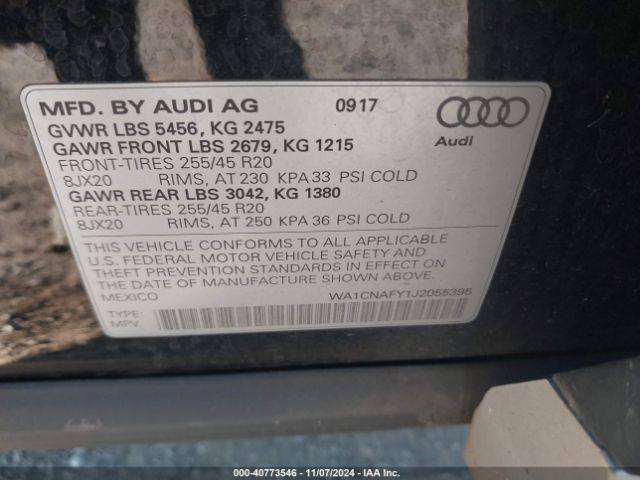 MFD. BY AUDI AG 0917
GVWR LBS 5456, KG 2475
GAWR FRONT LBS 2679, KG 1215
FRONT-TIRES 255/45 R20
8JX20 RIMS, AT 230 KPA 33 PSI COLD
GAWR REAR LBS 3042, KG 1380
REAR-TIRES 255/45 R20
8JX20 RIMS, AT 250 KPA 36 PSI COLD
Audi
THIS VEHICLE CONFORMS TO ALL APPLICABLE
U.S. FEDERAL MOTOR VEHICLE SAFETY AND
THEFT PREVENTION STANDARDS IN EFFECT ON
THE DATE OF MANUFACTURE SHOWN ABOVE.
MEXICO WA1CNAFY1J2055395
TYPE:
MPV
000-40773546 - 11/07/2024 - IAA Inc.